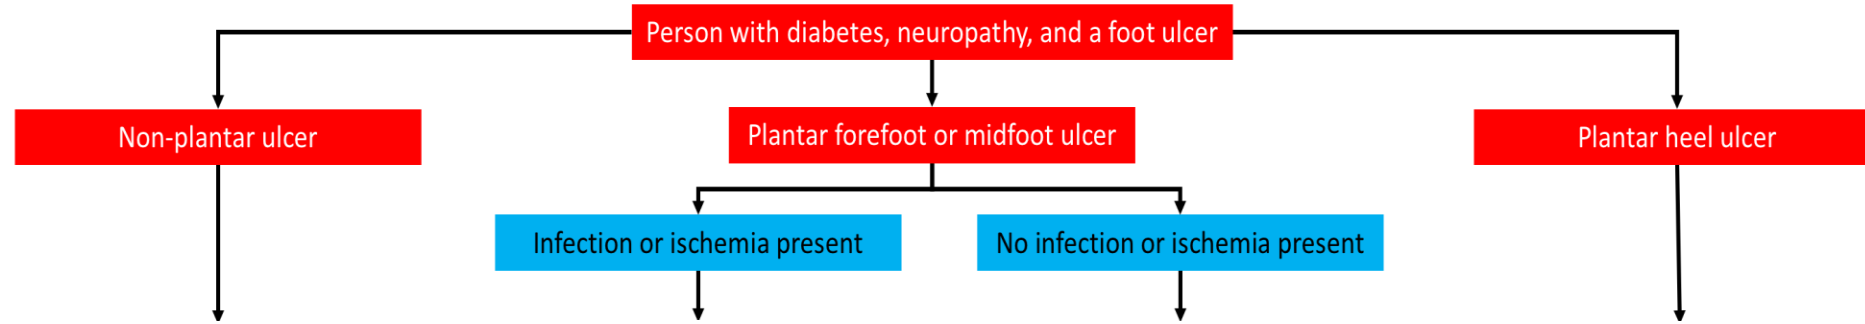 Person with diabetes, neuropathy, and a foot ulcer
Non-plantar ulcer
Plantar forefoot or midfoot ulcer
Plantar heel ulcer
Infection or ischemia present
No infection or ischemia present